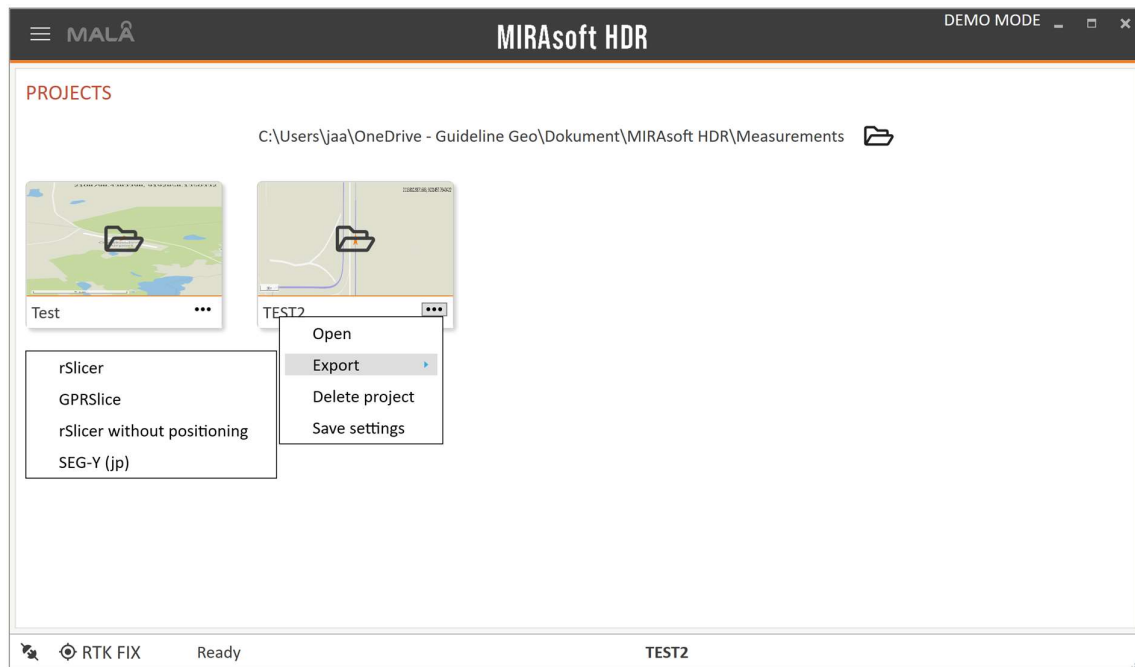 MALÅ
MIRAsoft HDR
DEMO MODE
PROJECTS
C:\Users\jaa\OneDrive - Guideline Geo\Dokument\MIRAsoft HDR\Measurements
Test
TEST2
Open
Export
Delete project
Save settings
rSlicer
GPRSlice
rSlicer without positioning
SEG-Y (jp)
RTK FIX
Ready
TEST2